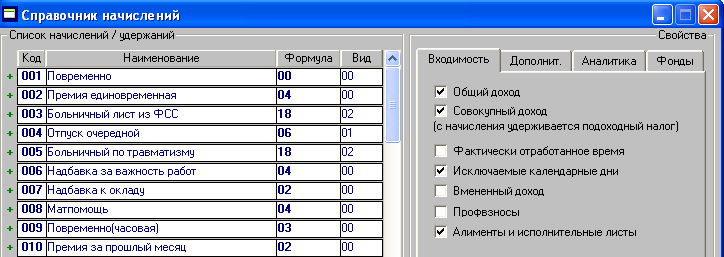 Справочник начислений
Список начислений / удержаний
Код Наименование Формула Вид
+ 001 Повременно 00 00
+ 002 Премия единовременная 04 00
+ 003 Больничный лист из ФСС 18 02
+ 004 Отпуск очередной 06 01
+ 005 Больничный по травматизму 18 02
+ 006 Надбавка за важность работ 04 00
+ 007 Надбавка к окладу 02 00
+ 008 Матпомощь 04 00
+ 009 Повременно(часовая) 03 00
+ 010 Премия за прошлый месяц 02 00
Свойства
Входимость Дополнит. Аналитика Фонды
Общий доход
Совокупный доход
(с начисления удерживается подоходный налог)
Фактически отработанное время
Исключаемые календарные дни
Вмененный доход
Профвзносы
Алименты и исполнительные листы